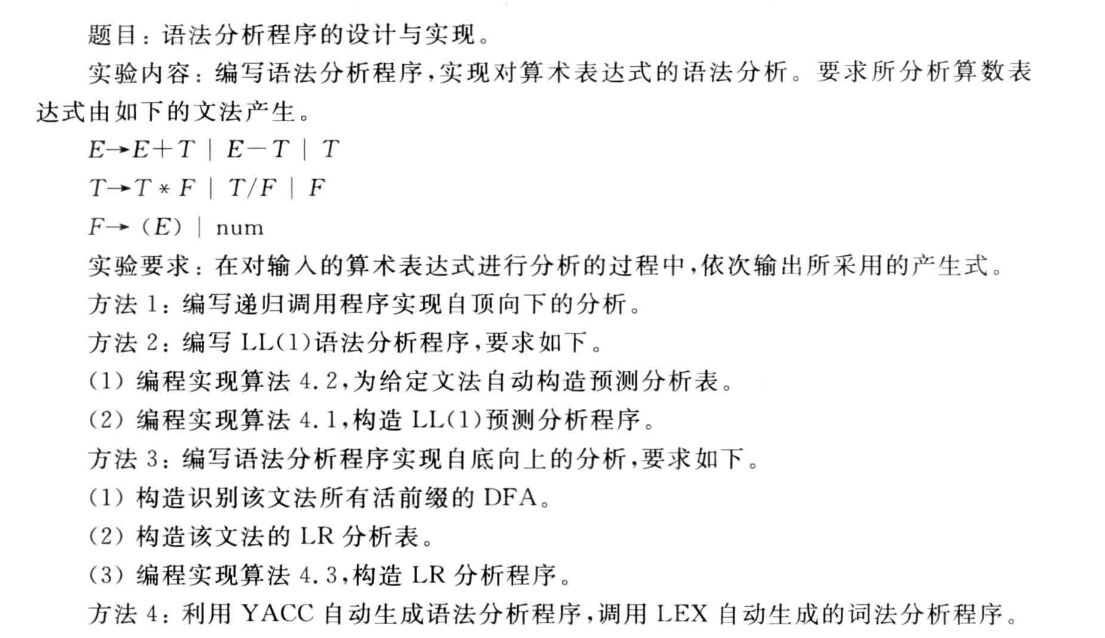 题目：语法分析程序的设计与实现。
实验内容：编写语法分析程序,实现对算术表达式的语法分析。要求所分析算数表
达式由如下的文法产生。
E→E+T | E−T | T
T→T * F | T/F | F
F→ (E) | num
实验要求：在对输入的算术表达式进行分析的过程中,依次输出所采用的产生式。
方法 1：编写递归调用程序实现自顶向下的分析。
方法 2：编写 LL(1)语法分析程序,要求如下。
(1) 编程实现算法 4.2,为给定文法自动构造预测分析表。
(2) 编程实现算法 4.1,构造 LL(1)预测分析程序。
方法 3：编写语法分析程序实现自底向上的分析,要求如下。
(1) 构造识别该文法所有活前缀的 DFA。
(2) 构造该文法的 LR 分析表。
(3) 编程实现算法 4.3,构造 LR 分析程序。
方法 4：利用 YACC 自动生成语法分析程序,调用 LEX 自动生成的词法分析程序。